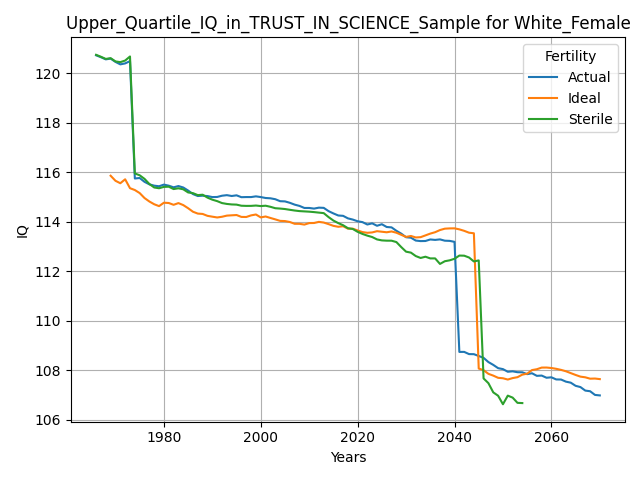 Upper_Quartile_IQ_in_TRUST_IN_SCIENCE_Sample for White_Female
Fertility
Actual
Ideal
Sterile
IQ
120
118
116
114
112
110
108
106
1980
2000
2020
2040
2060
Years